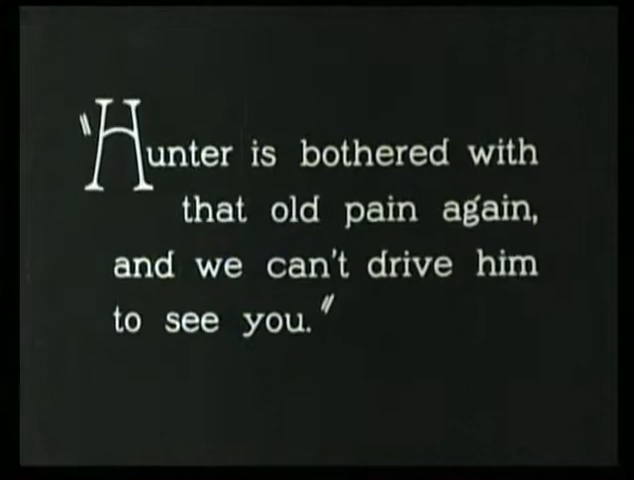 "Hunter is bothered with
that old pain again,
and we can't drive him
to see you."